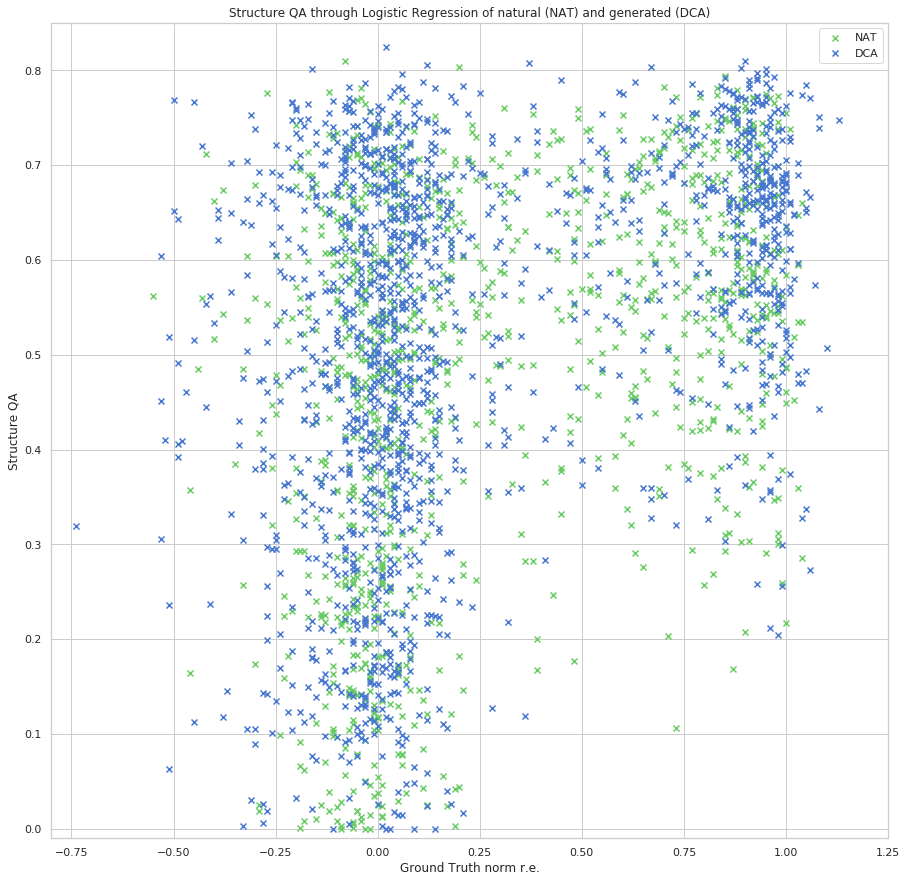 Structure QA through Logistic Regression of natural (NAT) and generated (DCA)
NAT
DCA
Structure QA
0.8
0.7
0.6
0.5
0.4
0.3
0.2
0.1
0.0
−0.75 −0.50 −0.25 0.00 0.25 0.50 0.75 1.00 1.25
Ground Truth norm r.e.